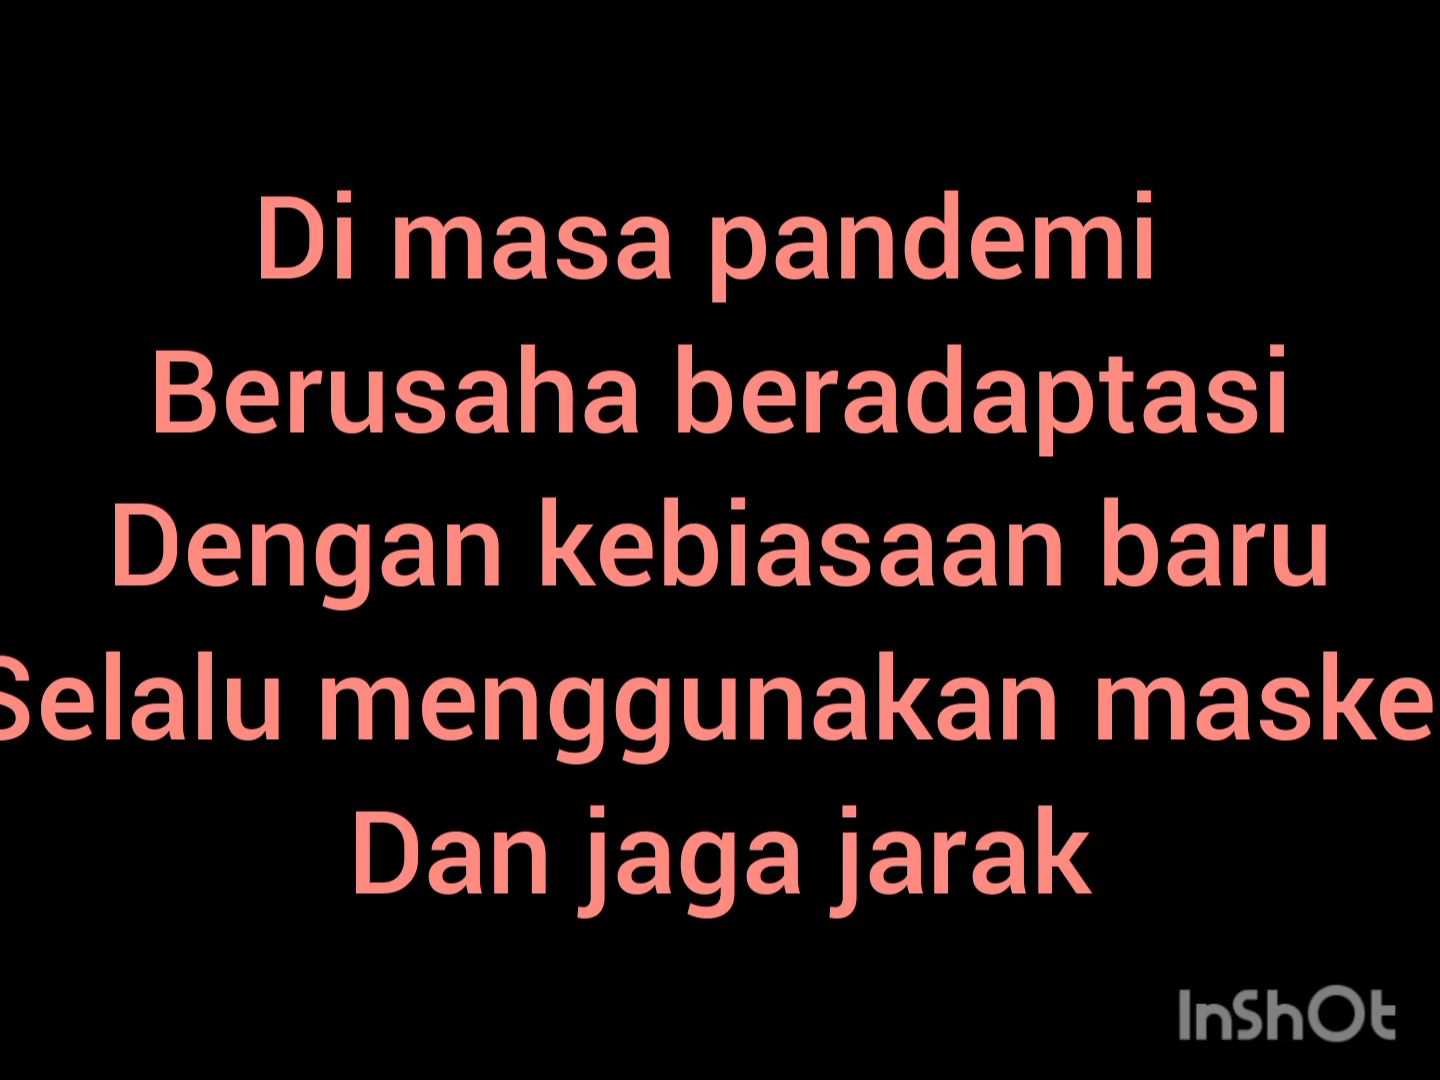 Di masa pandemi
Berusaha beradaptasi
Dengan kebiasaan baru
Selalu menggunakan maske
Dan jaga jarak
InShOt